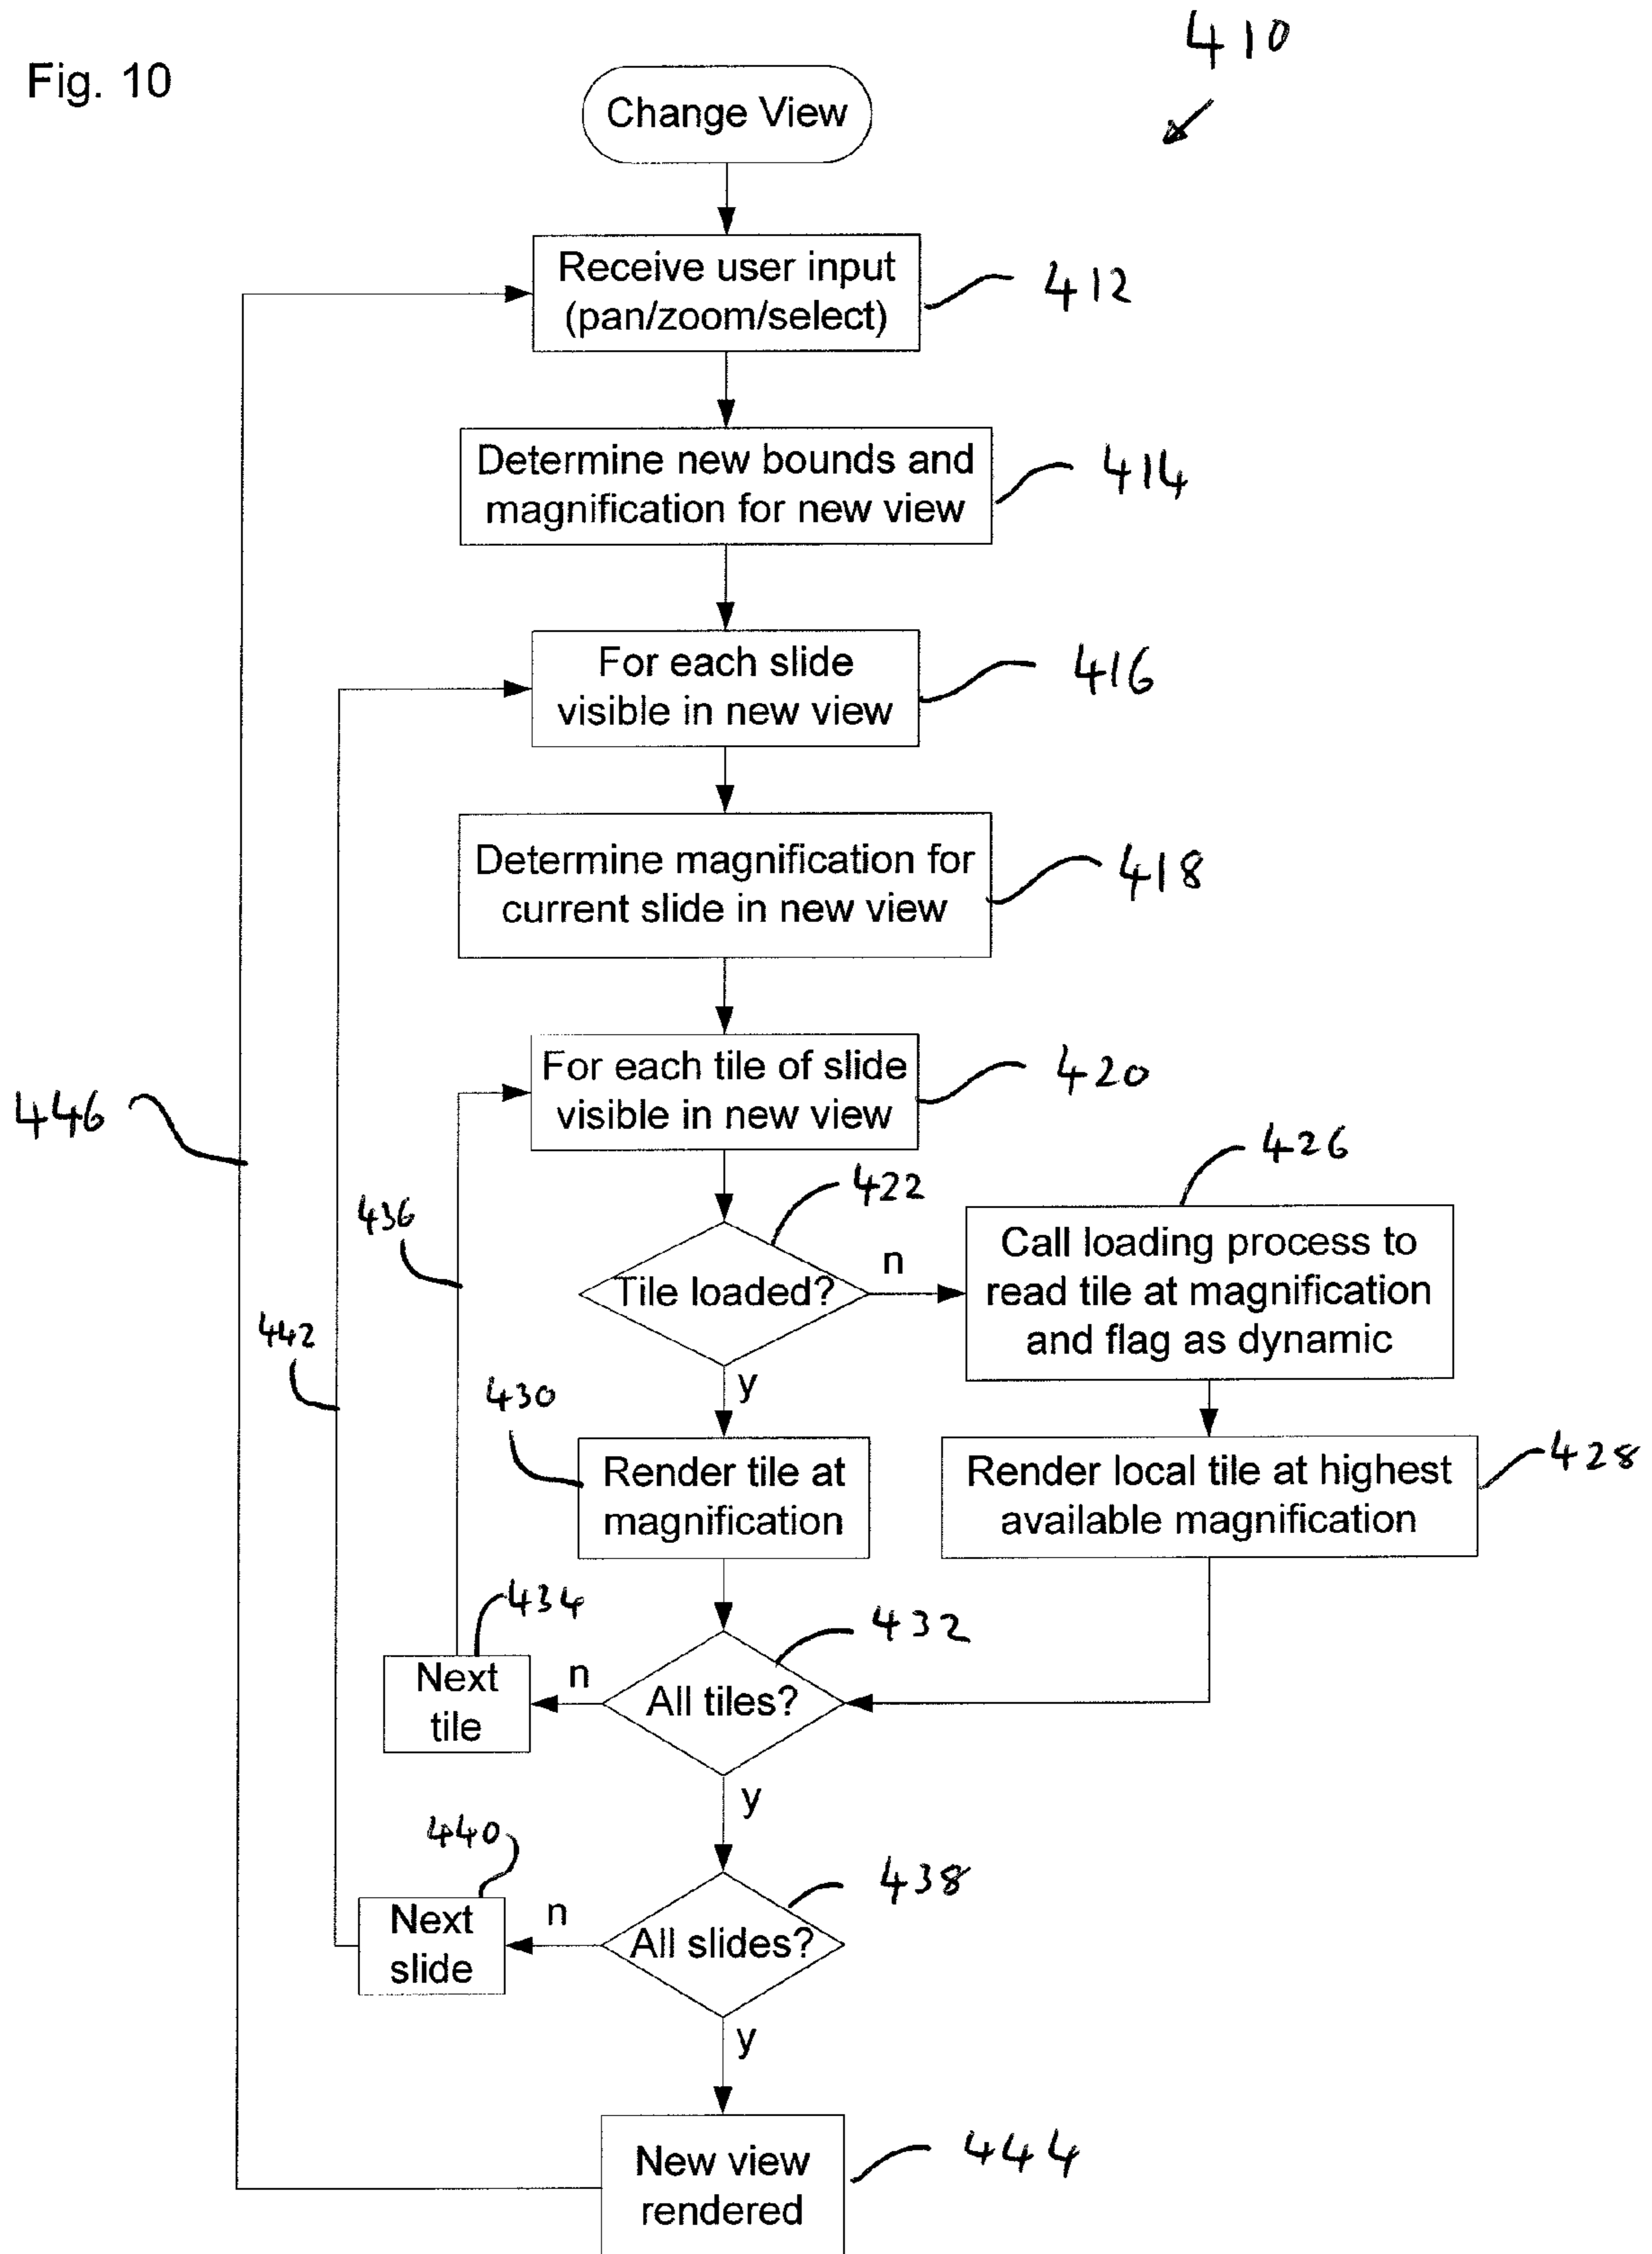 Fig. 10
410
Change View
Receive user input
(pan/zoom/select)
412
Determine new bounds and
magnification for new view
414
For each slide
visible in new view
416
Determine magnification for
current slide in new view
418
For each tile of slide
visible in new view
420
446
426
422
436
Tile loaded?
n
Call loading process to
read tile at magnification
and flag as dynamic
442
y
430
Render tile at
magnification
Render local tile at highest
available magnification
428
434
432
Next
tile
n
All tiles?
y
440
438
Next
slide
n
All slides?
y
New view
rendered
444